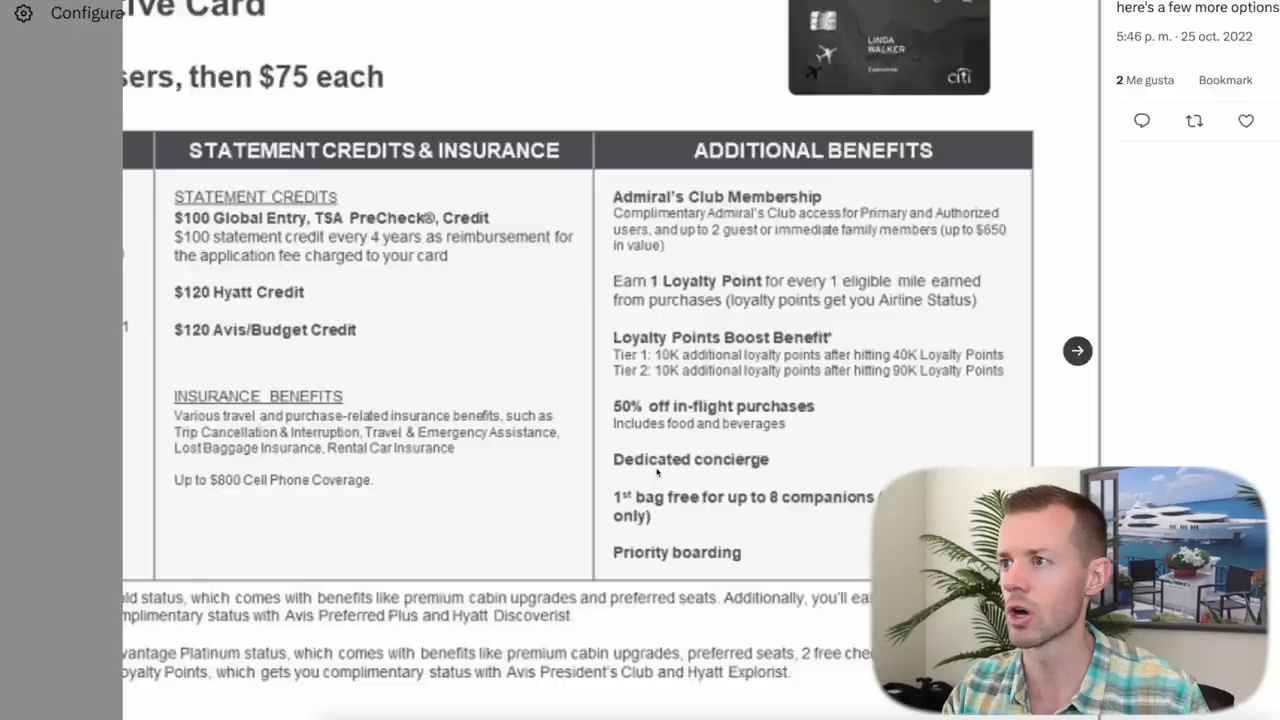 Configura
ive Card
sers, then $75 each
LINDA
WALKER
citi
here's a few more options
5:46 p. m. · 25 oct. 2022
2 Me gusta Bookmark
STATEMENT CREDITS & INSURANCE
STATEMENT CREDITS
$100 Global Entry, TSA PreCheck®, Credit
$100 statement credit every 4 years as reimbursement for
the application fee charged to your card
$120 Hyatt Credit
$120 Avis/Budget Credit
INSURANCE BENEFITS
Various travel and purchase-related insurance benefits, such as
Trip Cancellation & Interruption, Travel & Emergency Assistance,
Lost Baggage Insurance, Rental Car Insurance
Up to $800 Cell Phone Coverage.
ADDITIONAL BENEFITS
Admiral's Club Membership
Complimentary Admiral's Club access for Primary and Authorized
users, and up to 2 guest or immediate family members (up to $650
in value)
Earn 1 Loyalty Point for every 1 eligible mile earned
from purchases (loyalty points get you Airline Status)
Loyalty Points Boost Benefit*
Tier 1: 10K additional loyalty points after hitting 40K Loyalty Points
Tier 2: 10K additional loyalty points after hitting 90K Loyalty Points
50% off in-flight purchases
Includes food and beverages
Dedicated concierge
1st bag free for up to 8 companions
only)
Priority boarding
ld status, which comes with benefits like premium cabin upgrades and preferred seats. Additionally, you'll ear
mplimentary status with Avis Preferred Plus and Hyatt Discoverist
vantage Platinum status, which comes with benefits like premium cabin upgrades, preferred seats, 2 free chec
oyalty Points, which gets you complimentary status with Avis President's Club and Hyatt Explorist.